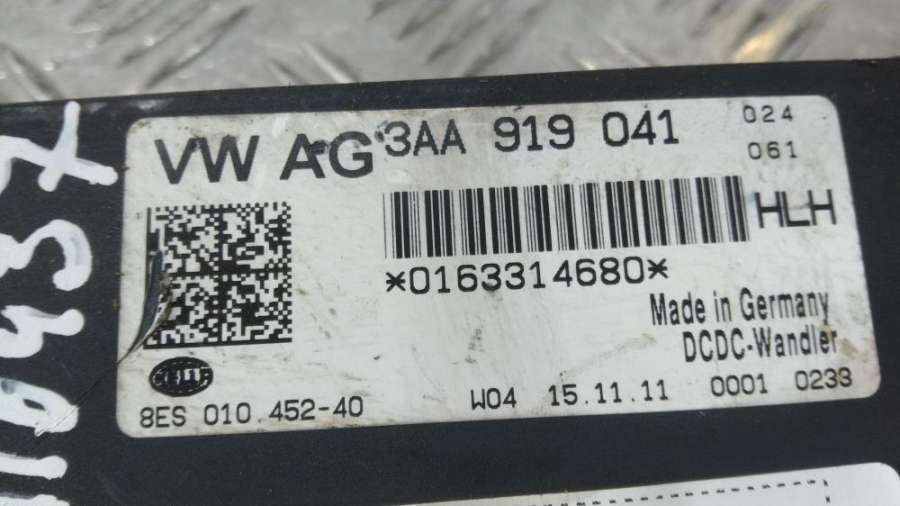 VW AG 3AA 919 041 024
061
HLH
*0163314680*
Made in Germany
DCDC-Wandler
HELLA
8ES 010.452-40 W04 15.11.11 0001 0233